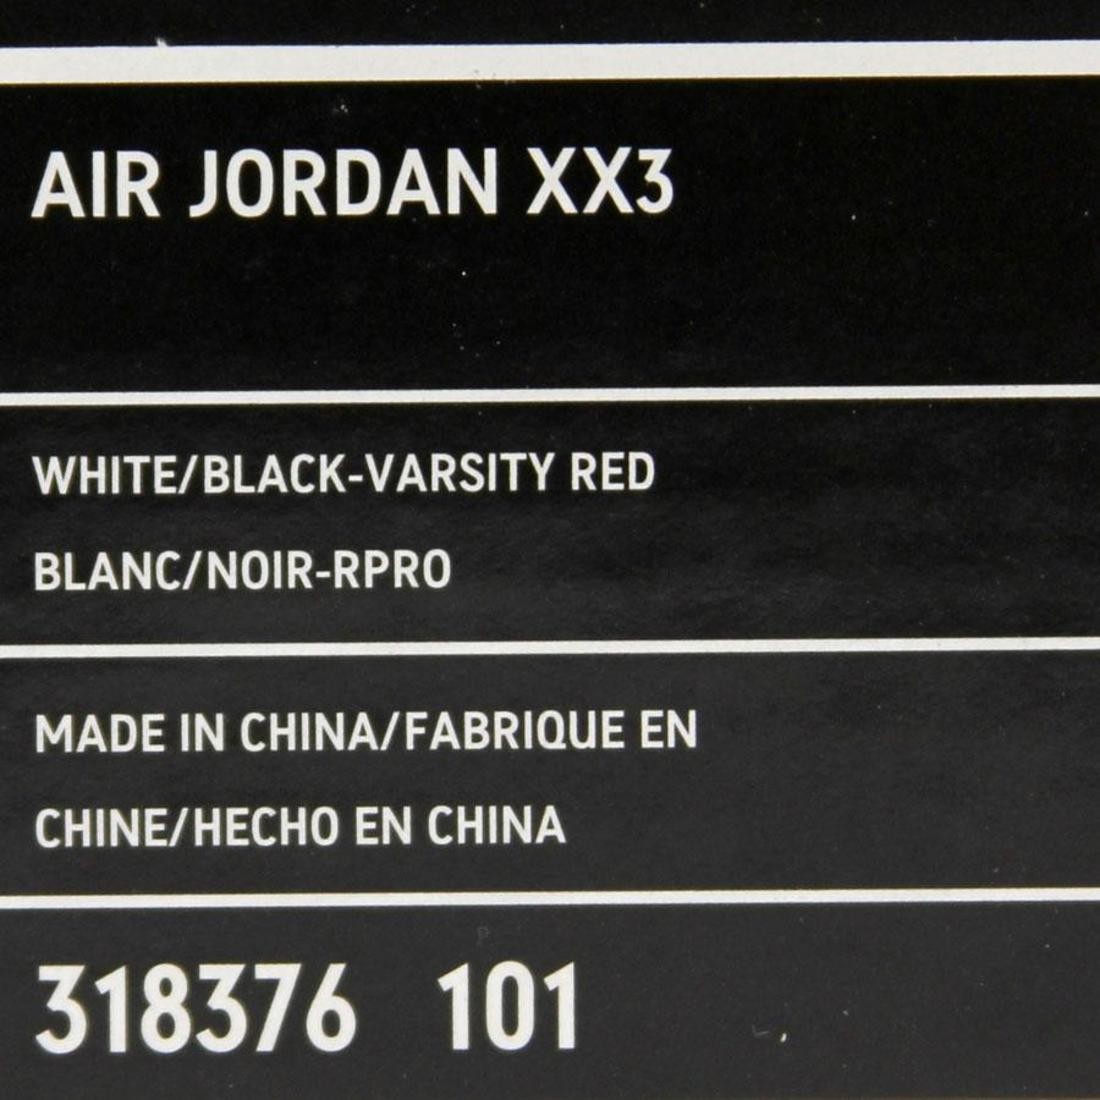 AIR JORDAN XX3
WHITE/BLACK-VARSITY RED
BLANC/NOIR-RPRO
MADE IN CHINA/FABRIQUE EN
CHINE/HECHO EN CHINA
318376 101